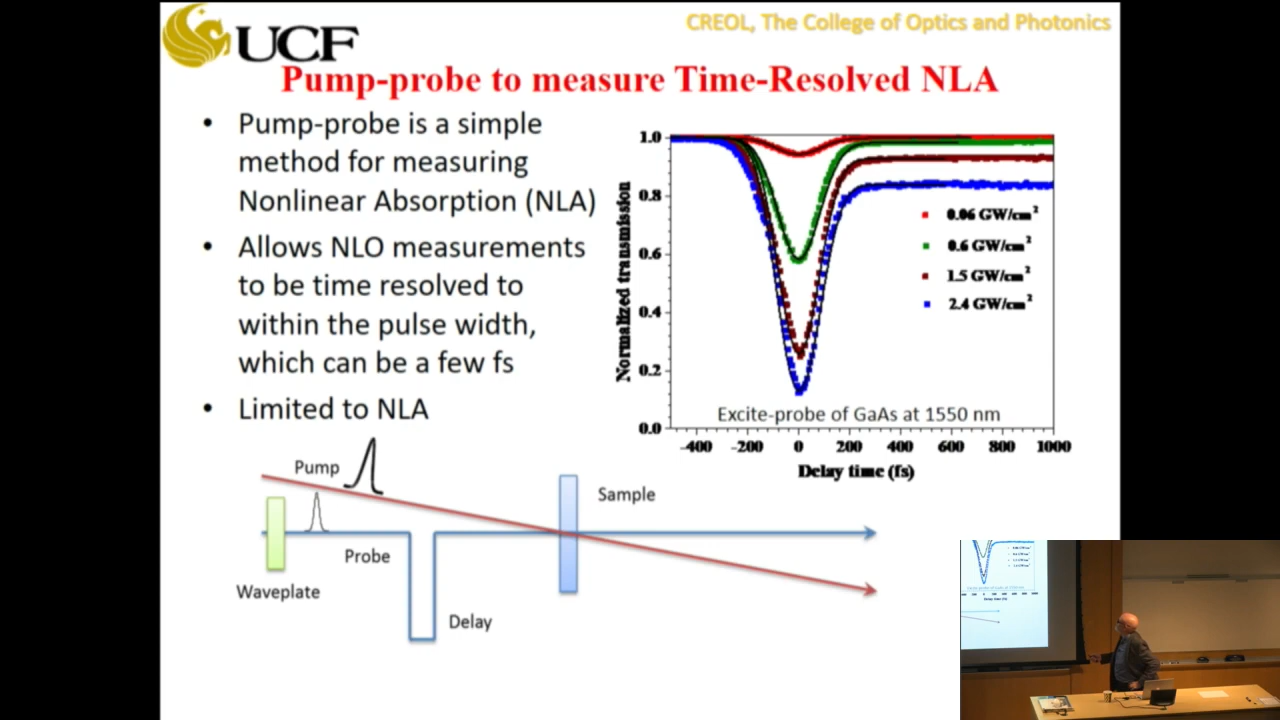 UCF
CREOL, The College of Optics and Photonics
Pump-probe to measure Time-Resolved NLA
• Pump-probe is a simple
method for measuring
Nonlinear Absorption (NLA)
• Allows NLO measurements
to be time resolved to
within the pulse width,
which can be a few fs
• Limited to NLA
Normalized transmission
1.0
0.8
0.6
0.4
0.2
0.0
0.06 GW/cm²
0.6 GW/cm²
1.5 GW/cm²
2.4 GW/cm²
Excite-probe of GaAs at 1550 nm
-400 -200 0 200 400 600 800 1000
Delay time (fs)
Pump
Sample
Probe
Waveplate
Delay